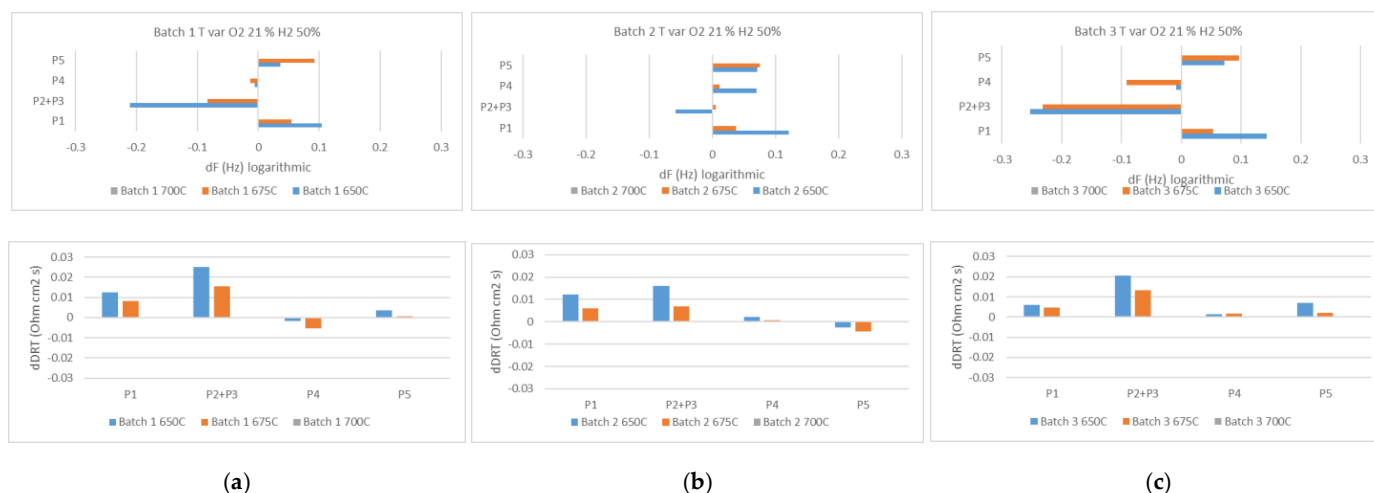 Batch 1 T var O2 21 % H2 50%
P5
P4
P2+P3
P1
-0.3 -0.2 -0.1 0 0.1 0.2 0.3
dF (Hz) logarithmic
Batch 1 700C Batch 1 675C Batch 1 650C
Batch 2 T var O2 21 % H2 50%
P5
P4
P2+P3
P1
-0.3 -0.2 -0.1 0 0.1 0.2 0.3
dF (Hz) logarithmic
Batch 2 700C Batch 2 675C Batch 2 650C
Batch 3 T var O2 21 % H2 50%
P5
P4
P2+P3
P1
-0.3 -0.2 -0.1 0 0.1 0.2 0.3
dF (Hz) logarithmic
Batch 3 700C Batch 3 675C Batch 3 650C
dDRT (Ohm cm2 s)
0.03
0.02
0.01
0
-0.01
-0.02
-0.03
P1 P2+P3 P4 P5
Batch 1 650C Batch 1 675C Batch 1 700C
dDRT (Ohm cm2 s)
0.03
0.02
0.01
0
-0.01
-0.02
-0.03
P1 P2+P3 P4 P5
Batch 2 650C Batch 2 675C Batch 2 700C
dDRT (Ohm cm2 s)
0.03
0.02
0.01
0
-0.01
-0.02
-0.03
P1 P2+P3 P4 P5
Batch 3 650C Batch 3 675C Batch 3 700C
(a) (b) (c)